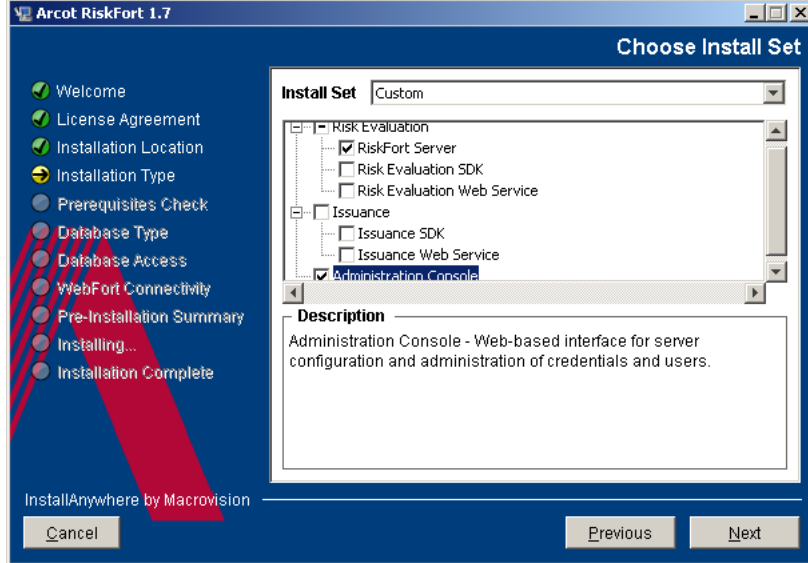 Arcot RiskFort 1.7
Choose Install Set
Welcome
License Agreement
Installation Location
Installation Type
Prerequisites Check
Database Type
Database Access
WebFort Connectivity
Pre-Installation Summary
Installing...
Installation Complete
Install Set Custom
Risk Evaluation
RiskFort Server
Risk Evaluation SDK
Risk Evaluation Web Service
Issuance
Issuance SDK
Issuance Web Service
Administration Console
Description
Administration Console - Web-based interface for server
configuration and administration of credentials and users.
InstallAnywhere by Macrovision
Cancel
Previous
Next